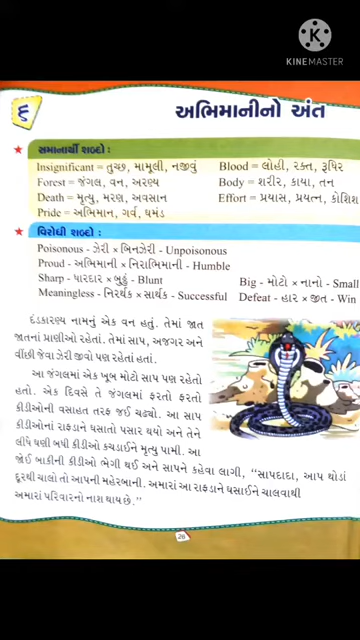 KINEMASTER
૬
અભિમાનીનો અંત
★ સમાનાર્થી શબ્દો :
Insignificant = તુચ્છ, મામૂલી, નજીવું
Forest = જંગલ, વન, અરણ્ય
Death = મૃત્યુ, મરણ, અવસાન
Pride = અભિમાન, ગર્વ, ઘમંડ
Blood = લોહી, રક્ત, રુધિર
Body = શરીર, કાયા, તન
Effort = પ્રયાસ, પ્રયત્ન, કોશિશ
★ વિરોધી શબ્દો :
Poisonous - ઝેરી × બિનઝેરી - Unpoisonous
Proud - અભિમાની × નિરાભિમાની - Humble
Sharp - ધારદાર × બુઠ્ઠું - Blunt
Meaningless - નિરર્થક × સાર્થક - Successful
Big - મોટો × નાનો - Small
Defeat - હાર × જીત - Win
દંડકારણ્ય નામનું એક વન હતું. તેમાં જાત
જાતનાં પ્રાણીઓ રહેતાં. તેમાં સાપ, અજગર અને
વીંછી જેવા ઝેરી જીવો પણ રહેતાં હતાં.
આ જંગલમાં એક ખૂબ મોટો સાપ પણ રહેતો
હતો. એક દિવસે તે જંગલમાં ફરતો ફરતો
કીડીઓની વસાહત તરફ જઈ ચડ્યો. આ સાપ
કીડીઓનાં રાફડાને ઘસાતો પસાર થયો અને તેને
લીધે ઘણી બધી કીડીઓ કચડાઈને મૃત્યુ પામી. આ
જોઈ બાકીની કીડીઓ ભેગી થઈ અને સાપને કહેવા લાગી, “સાપદાદા, આપ થોડાં
દૂરથી ચાલો તો આપની મહેરબાની. અમારાં આ રાફડાને ઘસાઈને ચાલવાથી
અમારાં પરિવારનો નાશ થાય છે.”
26